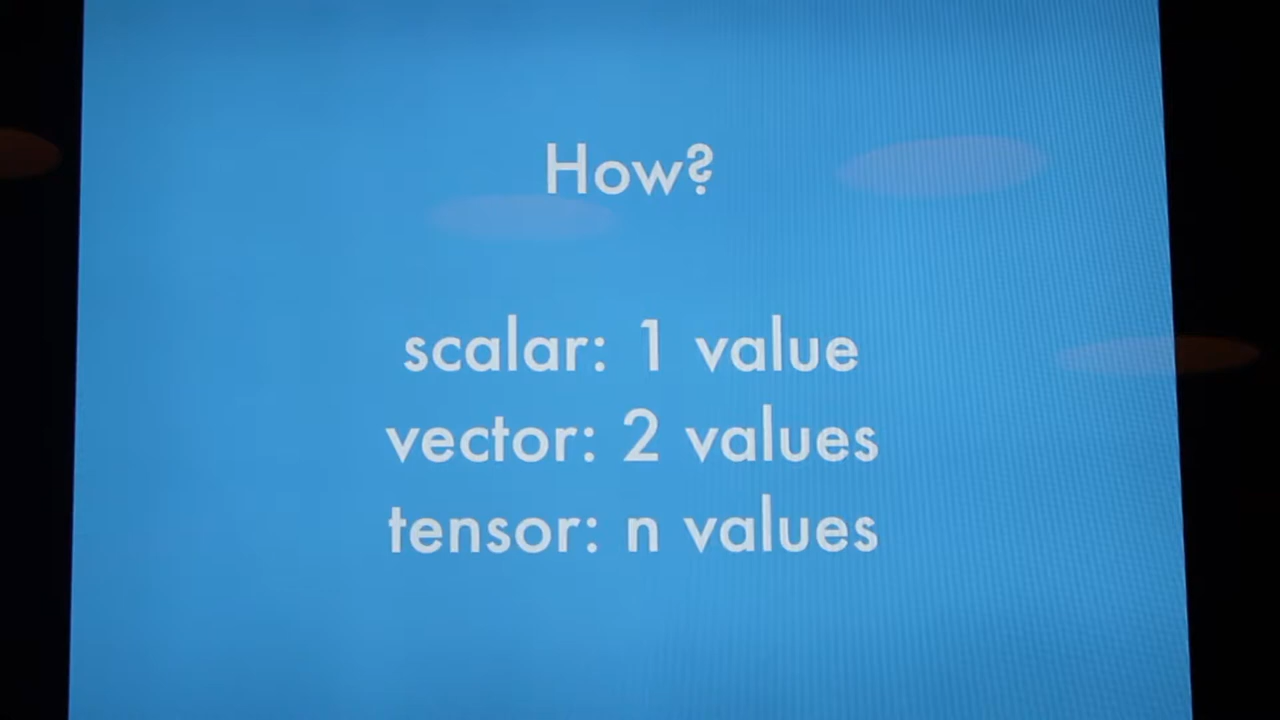 How?
scalar: 1 value
vector: 2 values
tensor: n values